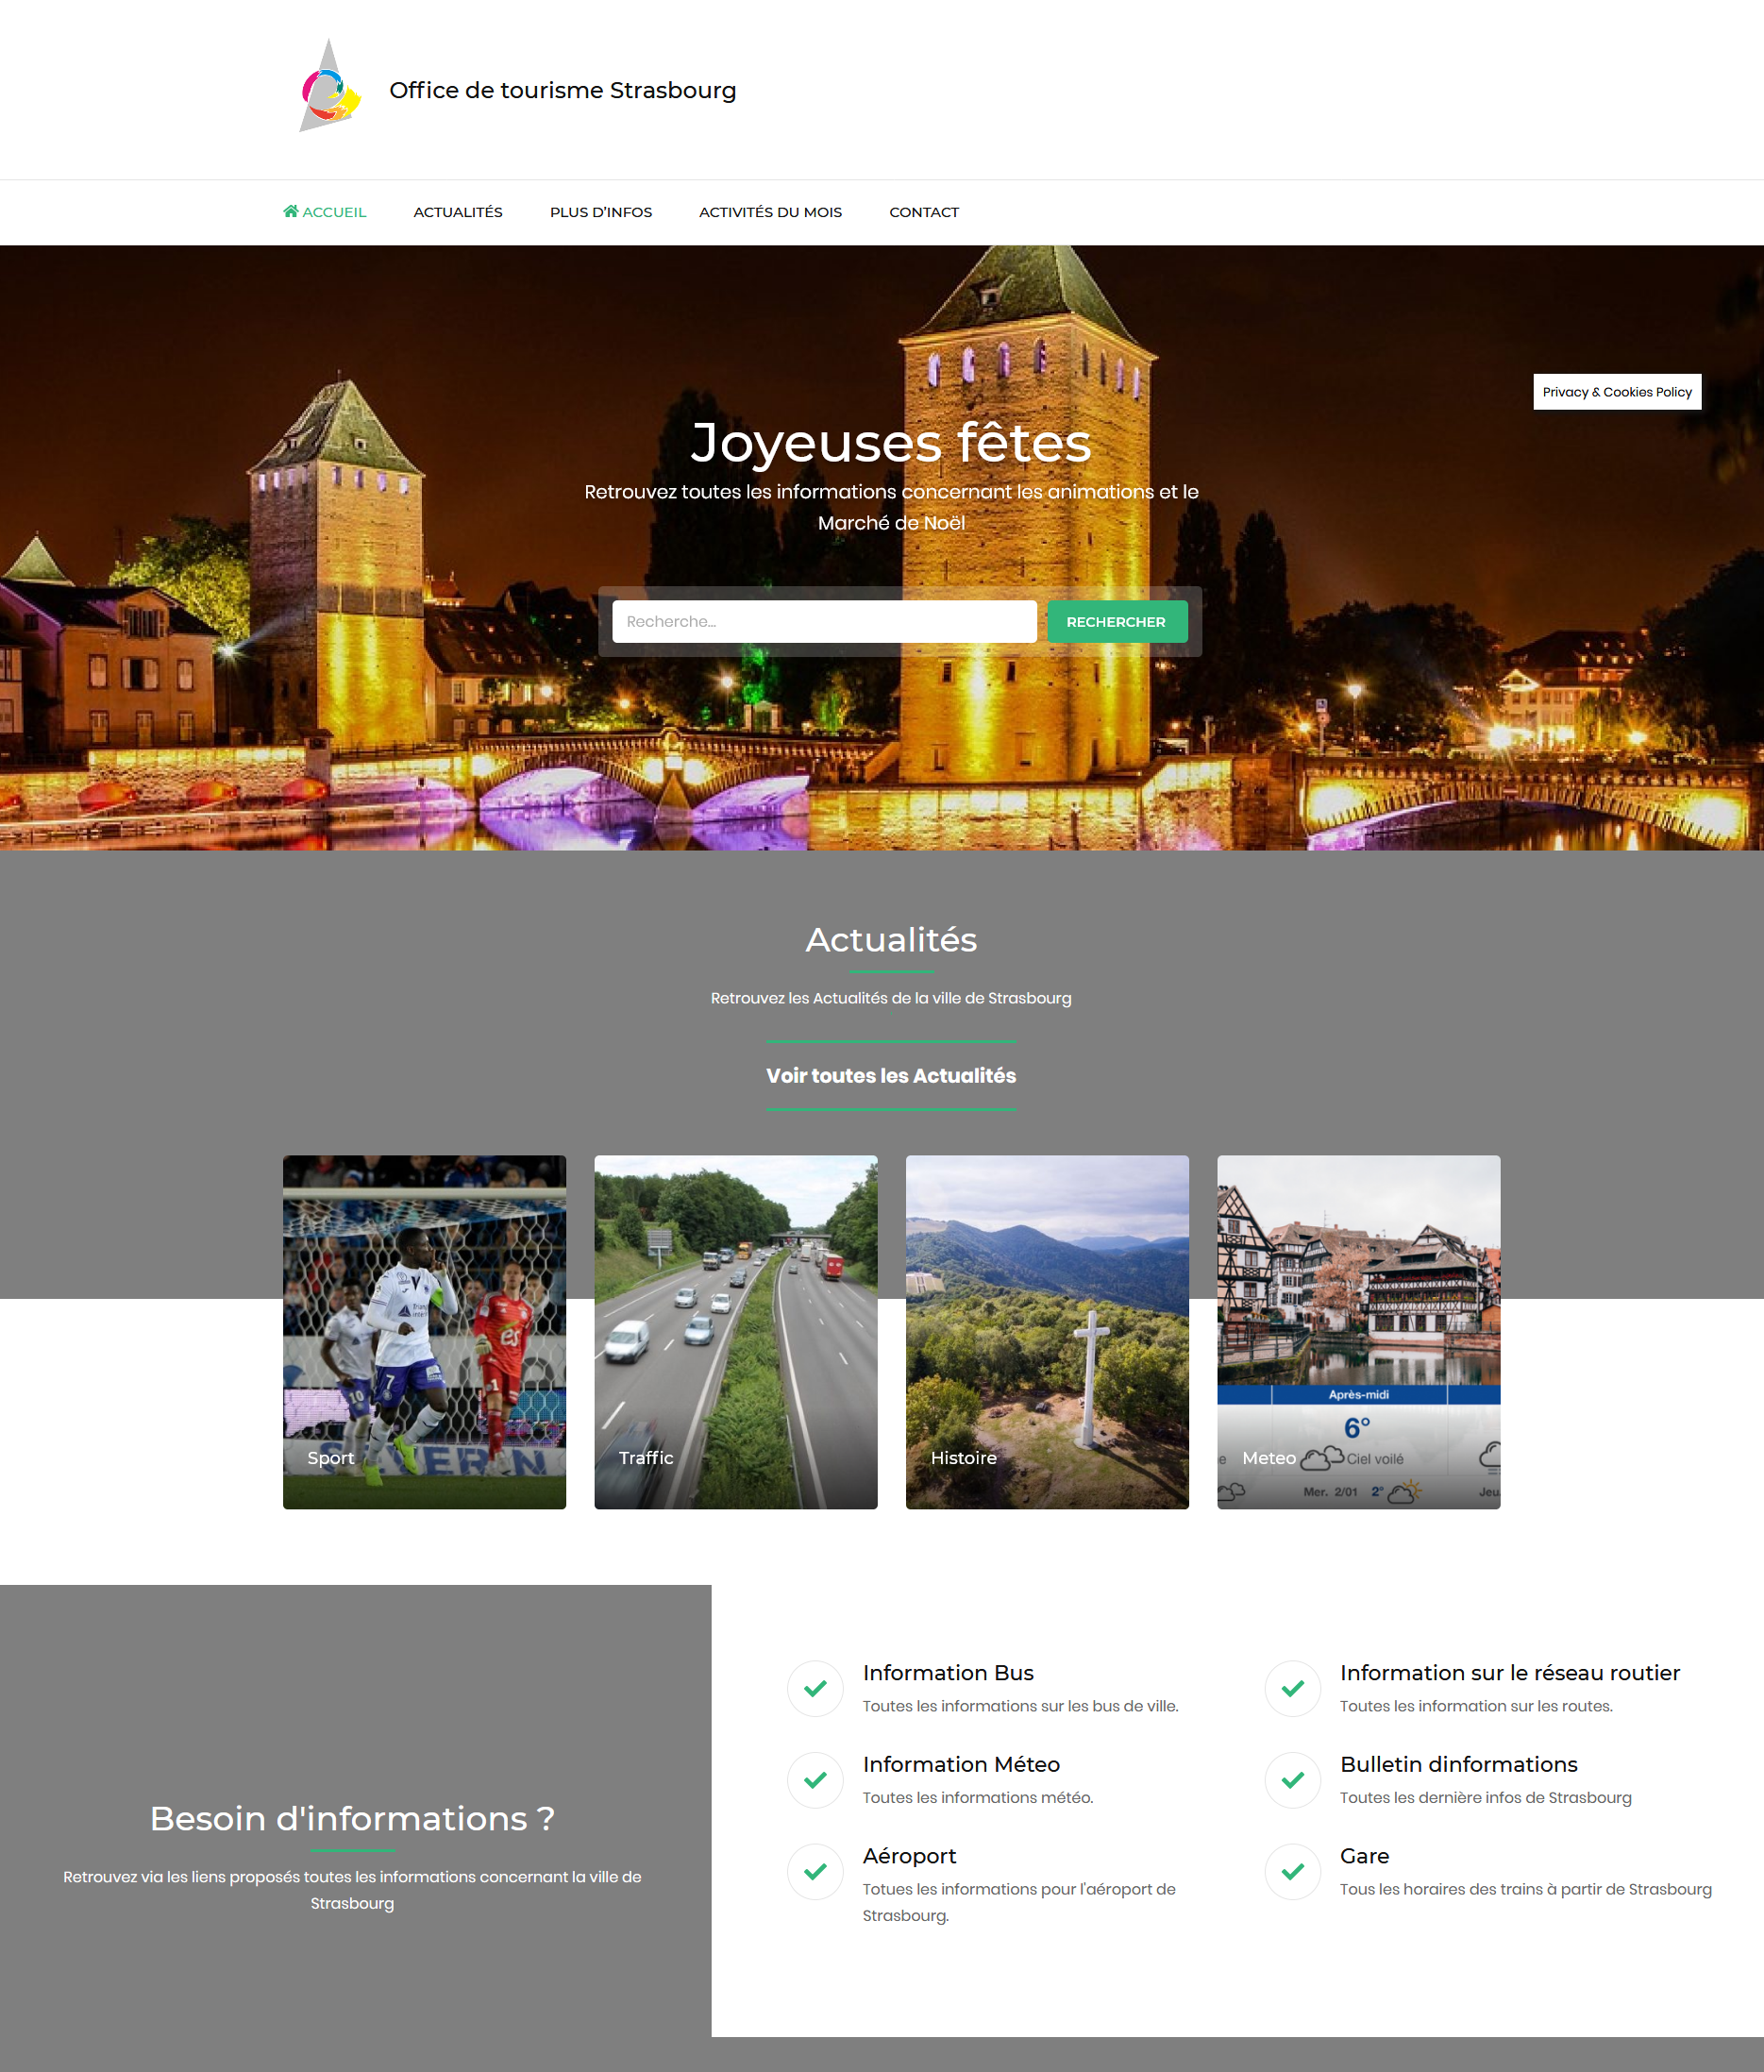 Office de tourisme Strasbourg
ACCUEIL
ACTUALITÉS
PLUS D'INFOS
ACTIVITÉS DU MOIS
CONTACT
Privacy & Cookies Policy
Joyeuses fêtes
Retrouvez toutes les informations concernant les animations et le
Marché de Noël
Recherche...
RECHERCHER
Actualités
Retrouvez les Actualités de la ville de Strasbourg
Voir toutes les Actualités
Sport
7
10
1
Traffic
Histoire
Après-midi
6°
Meteo
Ciel voilé
Mer. 2/01 2°
Jeu.
Besoin d'informations ?
Retrouvez via les liens proposés toutes les informations concernant la ville de
Strasbourg
Information Bus
Toutes les informations sur les bus de ville.
Information sur le réseau routier
Toutes les information sur les routes.
Information Méteo
Toutes les informations météo.
Bulletin dinformations
Toutes les dernière infos de Strasbourg
Aéroport
Totues les informations pour l'aéroport de
Strasbourg.
Gare
Tous les horaires des trains à partir de Strasbourg